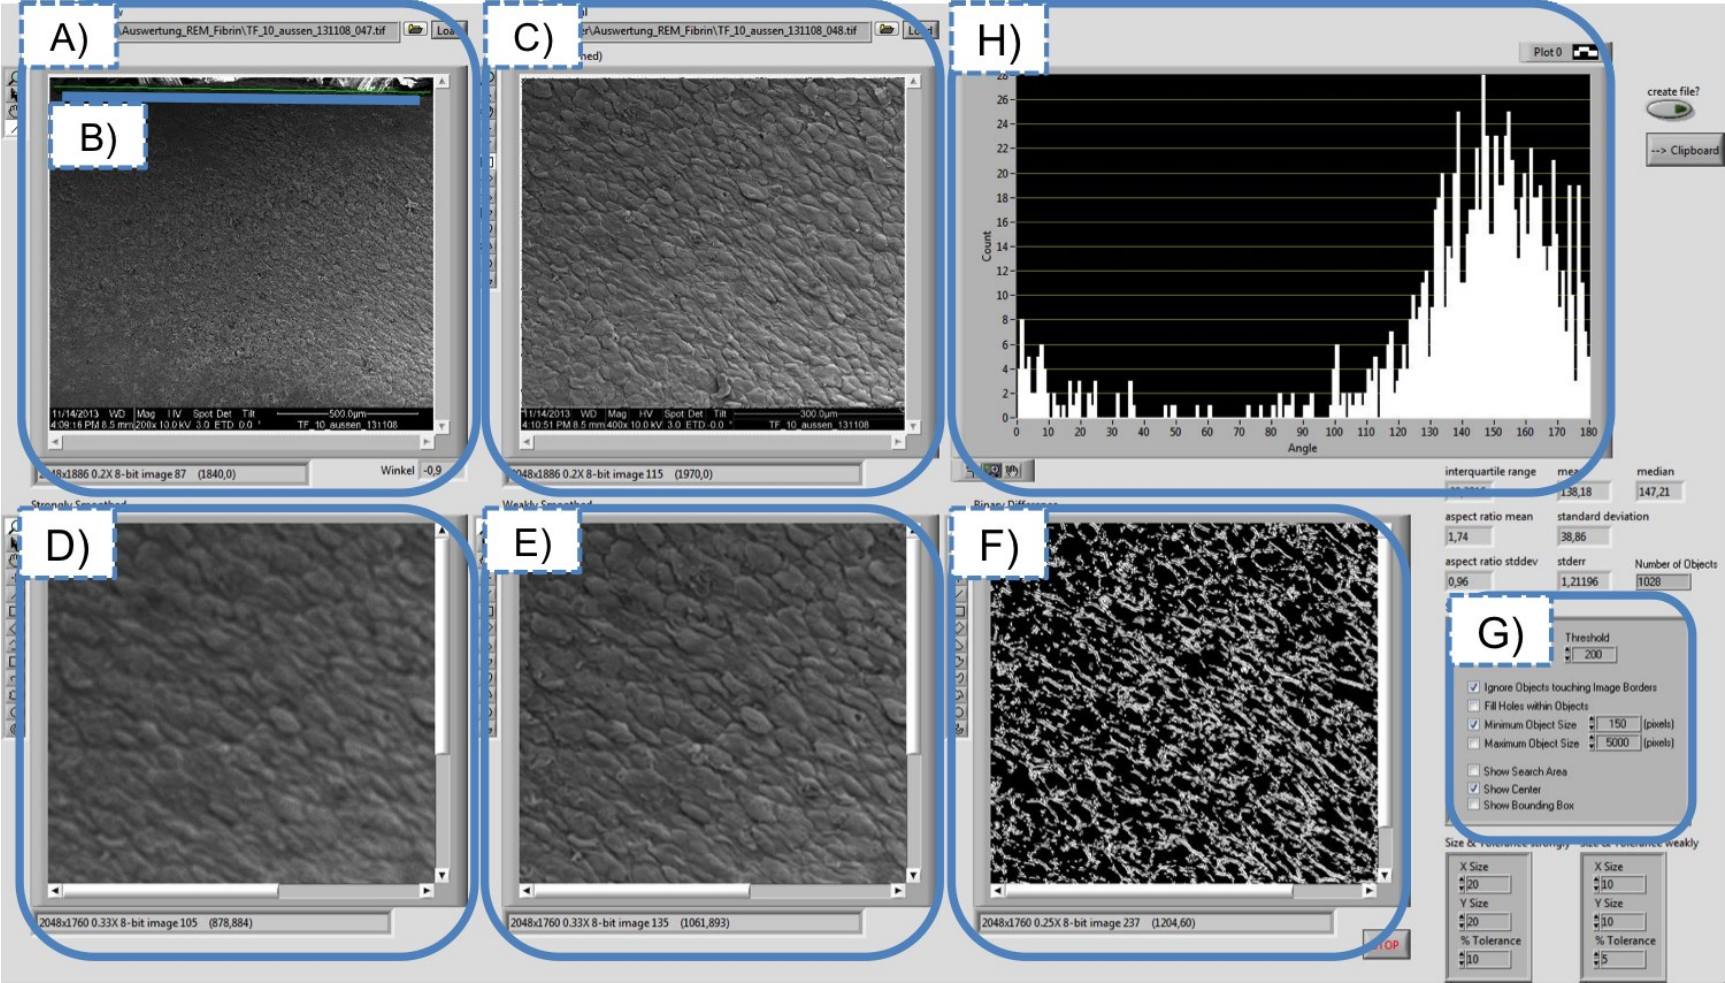 A)
\Auswertung_REM_Fibrin\TF_10_aussen_131108_047.tif
B)
11/14/2013 WD Mag HV Spot Det Tilt 500.0µm
4:09:16 PM 8.5 mm 200x 10.0 kV 3.0 ETD 0.0 ° TF_10_aussen_131108
2048x1886 0.2X 8-bit image 87 (1840,0)
Winkel -0,9
C)
\Auswertung_REM_Fibrin\TF_10_aussen_131108_048.tif
11/14/2013 WD Mag HV Spot Det Tilt 300.0µm
4:10:51 PM 8.5 mm 400x 10.0 kV 3.0 ETD -0.0 ° TF_10_aussen_131108
2048x1886 0.2X 8-bit image 115 (1970,0)
H)
Plot 0
Count
28
26
24
22
20
18
16
14
12
10
8
6
4
2
0
0 10 20 30 40 50 60 70 80 90 100 110 120 130 140 150 160 170 180
Angle
create file?
--> Clipboard
interquartile range
median
138,18
147,21
aspect ratio mean
standard deviation
1,74
38,86
aspect ratio stddev
stderr
Number of Objects
0,96
1,21196
1028
Strongly Smoothed
D)
2048x1760 0.33X 8-bit image 105 (878,884)
Weakly Smoothed
E)
2048x1760 0.33X 8-bit image 135 (1061,893)
Binary Difference
F)
2048x1760 0.25X 8-bit image 237 (1204,60)
G)
Threshold
200
Ignore Objects touching Image Borders
Fill Holes within Objects
Minimum Object Size 150 (pixels)
Maximum Object Size 5000 (pixels)
Show Search Area
Show Center
Show Bounding Box
Size & Tolerance strongly
Size & Tolerance weakly
X Size
20
Y Size
20
% Tolerance
10
X Size
10
Y Size
10
% Tolerance
5
STOP